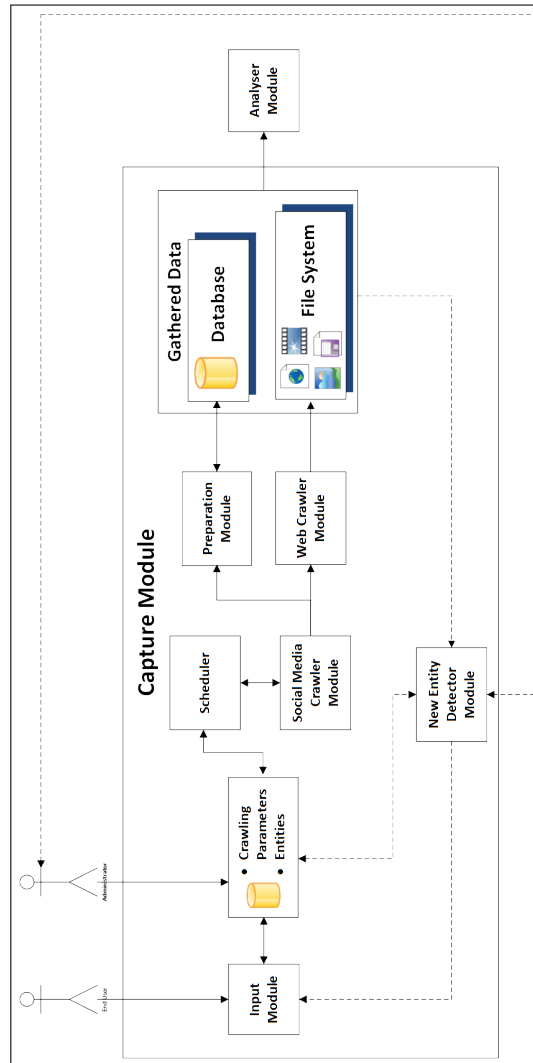 Capture Module
End User
Administrator
Input
Module
• Crawling
Parameters
• Entities
Scheduler
Social Media
Crawler
Module
Preparation
Module
Web Crawler
Module
Gathered Data
Database
File System
Analyser
Module
New Entity
Detector
Module